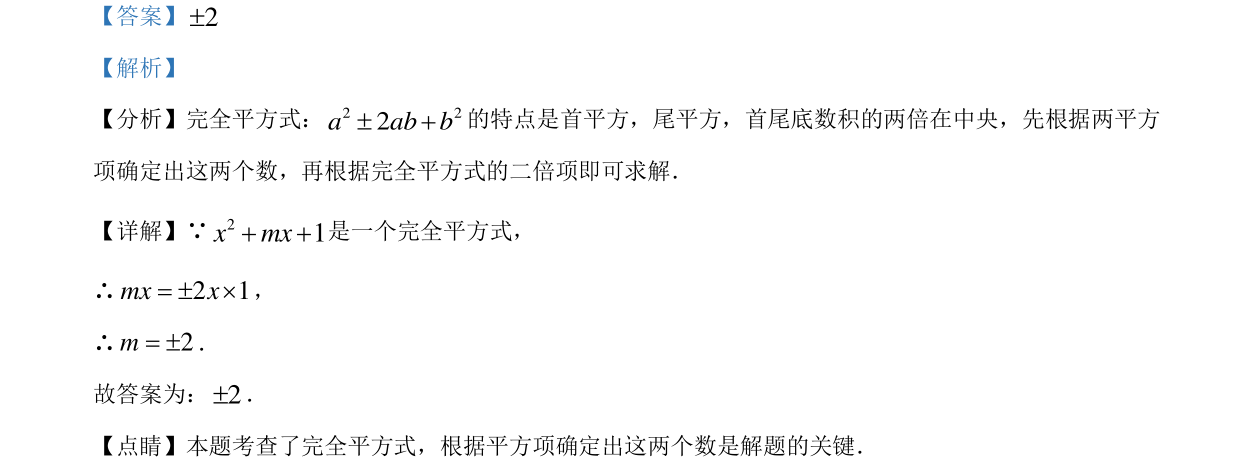 【答案】±2
【解析】
【分析】完全平方式：a²±2ab+b²的特点是首平方，尾平方，首尾底数积的两倍在中央，先根据两平方
项确定出这两个数，再根据完全平方式的二倍项即可求解．
【详解】∵x²+mx+1是一个完全平方式，
∴mx=±2x×1，
∴m=±2．
故答案为：±2．
【点睛】本题考查了完全平方式，根据平方项确定出这两个数是解题的关键．